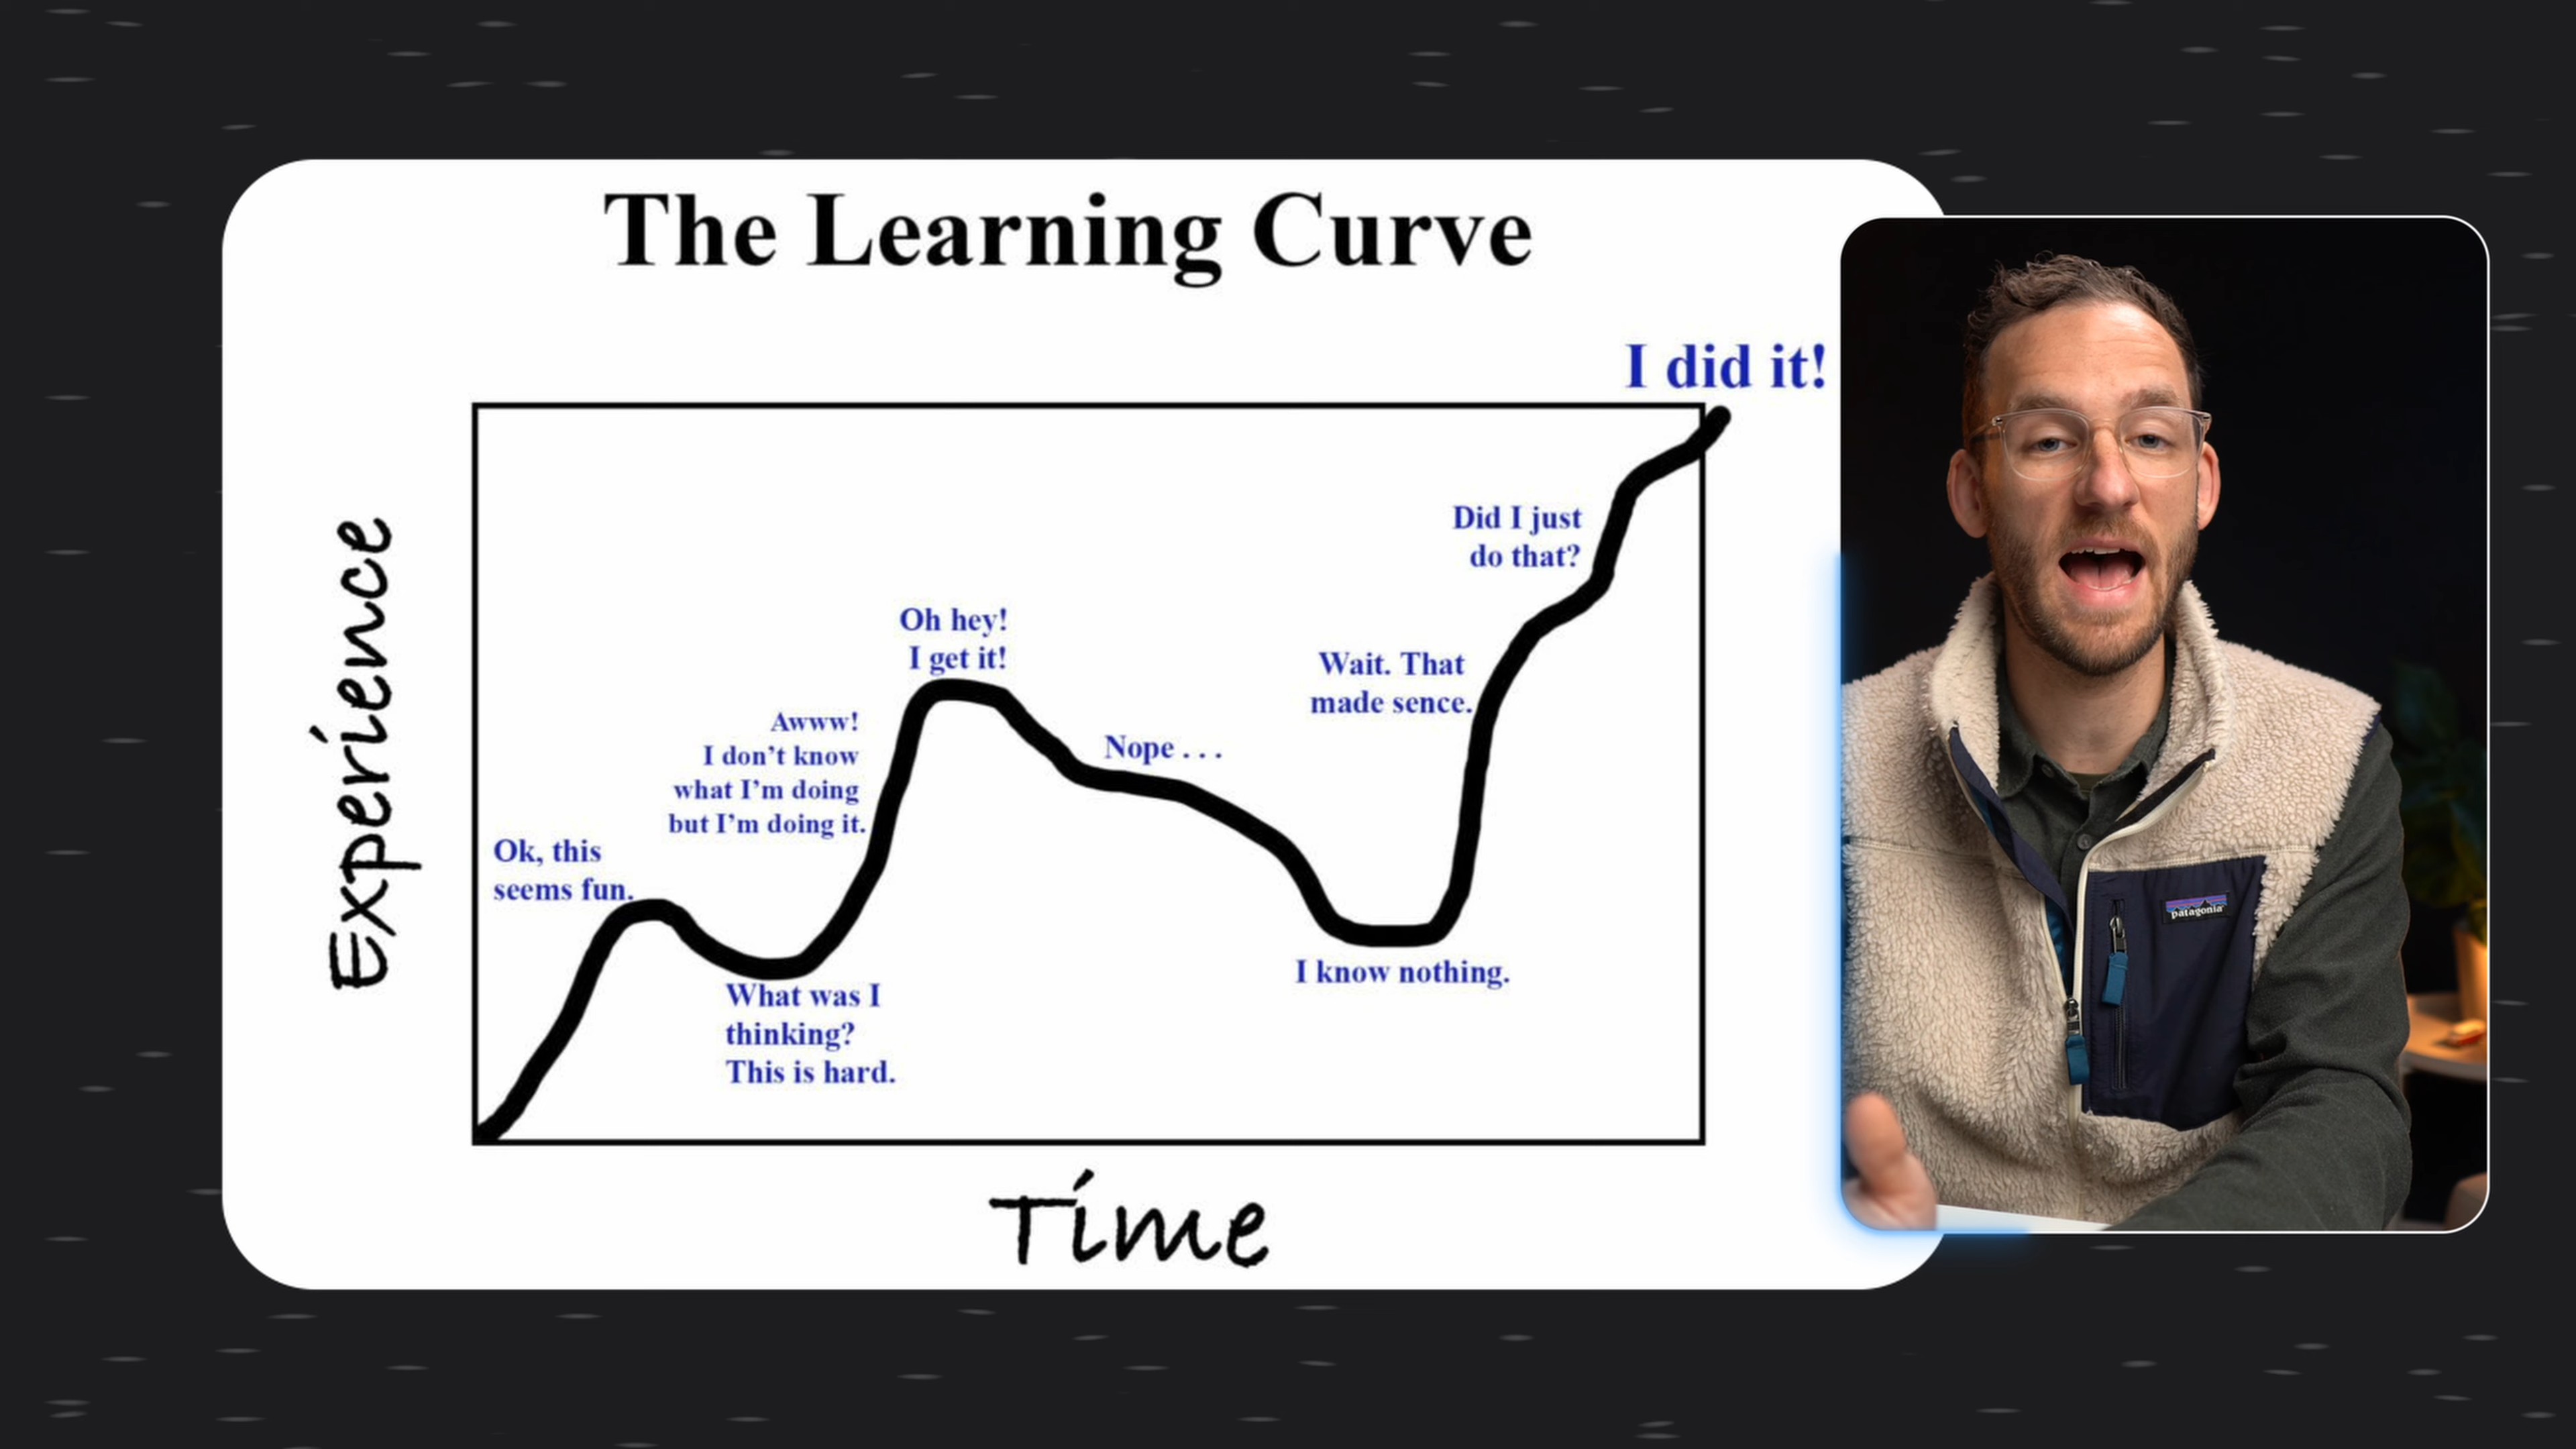 The Learning Curve
I did it!
Did I just
do that?
Oh hey!
I get it!
Wait. That
made sence.
Awww!
I don't know
what I'm doing
but I'm doing it.
Nope . . .
Ok, this
seems fun.
I know nothing.
What was I
thinking?
This is hard.
Experience
Time
patagonia